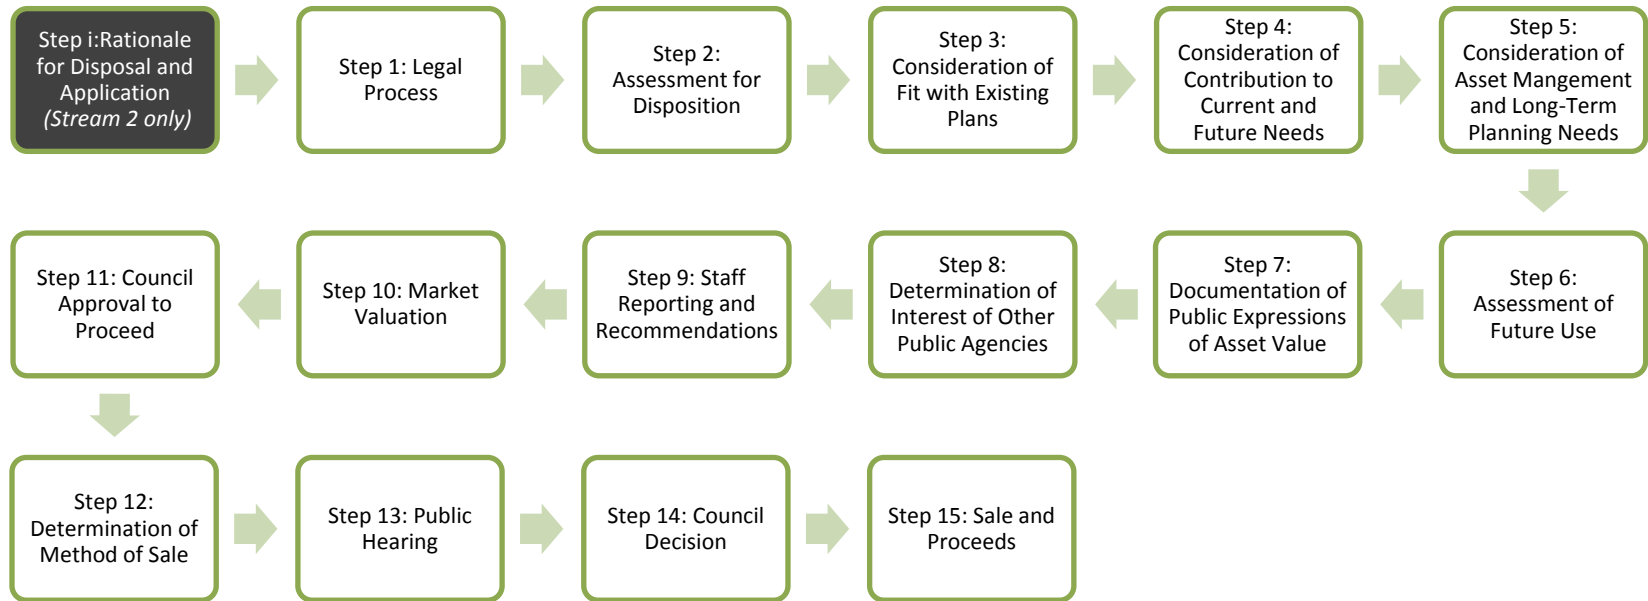 Step i:Rationale
for Disposal and
Application
(Stream 2 only)
Step 1: Legal
Process
Step 2:
Assessment for
Disposition
Step 3:
Consideration of
Fit with Existing
Plans
Step 4:
Consideration of
Contribution to
Current and
Future Needs
Step 5:
Consideration of
Asset Mangement
and Long-Term
Planning Needs
Step 6:
Assessment of
Future Use
Step 7:
Documentation of
Public Expressions
of Asset Value
Step 8:
Determination of
Interest of Other
Public Agencies
Step 9: Staff
Reporting and
Recommendations
Step 10: Market
Valuation
Step 11: Council
Approval to
Proceed
Step 12:
Determination of
Method of Sale
Step 13: Public
Hearing
Step 14: Council
Decision
Step 15: Sale and
Proceeds